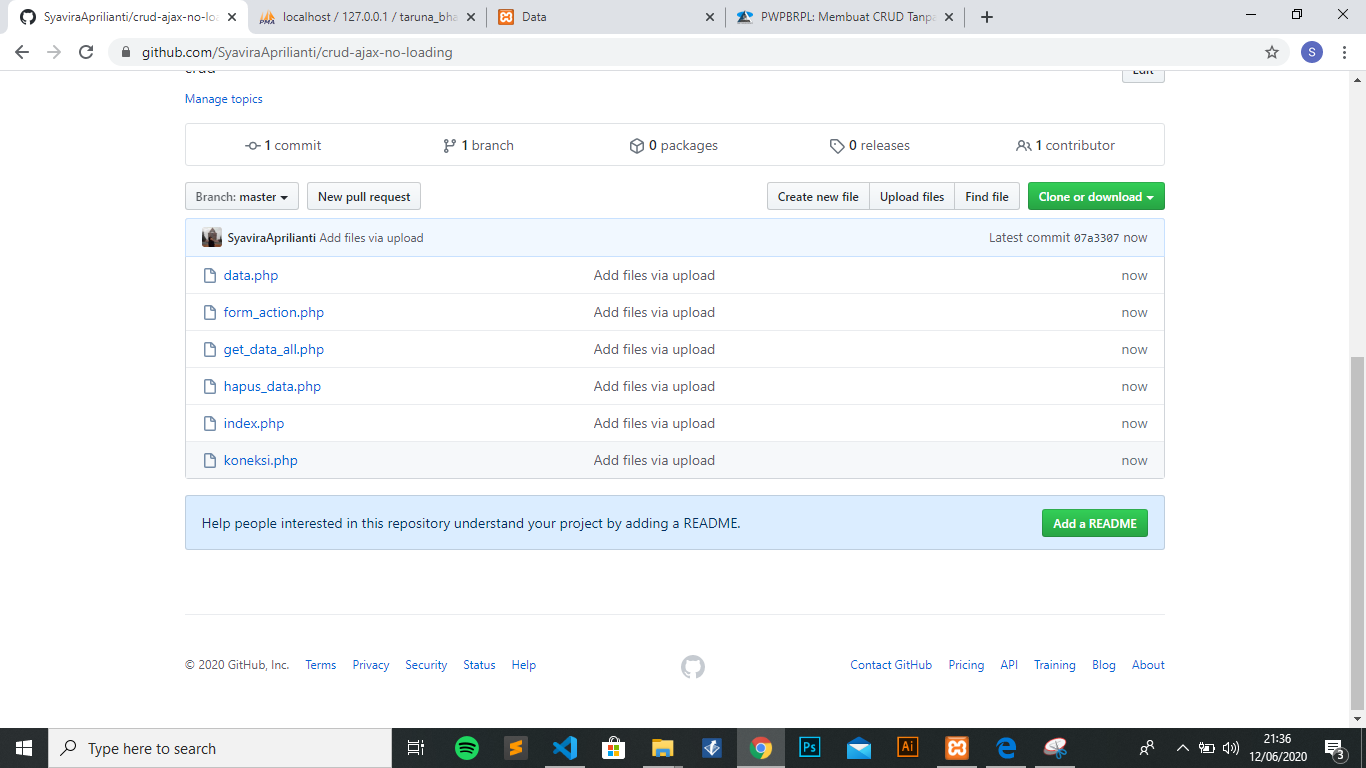 SyaviraAprilianti/crud-ajax-no-loa
localhost / 127.0.0.1 / taruna_bha
Data
PWPBRPL: Membuat CRUD Tanpa
github.com/SyaviraAprilianti/crud-ajax-no-loading
S
crud
Edit
Manage topics
1 commit
1 branch
0 packages
0 releases
1 contributor
Branch: master
New pull request
Create new file
Upload files
Find file
Clone or download
SyaviraAprilianti Add files via upload
Latest commit 07a3307 now
data.php Add files via upload now
form_action.php Add files via upload now
get_data_all.php Add files via upload now
hapus_data.php Add files via upload now
index.php Add files via upload now
koneksi.php Add files via upload now
Help people interested in this repository understand your project by adding a README.
Add a README
© 2020 GitHub, Inc. Terms Privacy Security Status Help
Contact GitHub Pricing API Training Blog About
Type here to search
Ps
Ai
21:36
12/06/2020
3